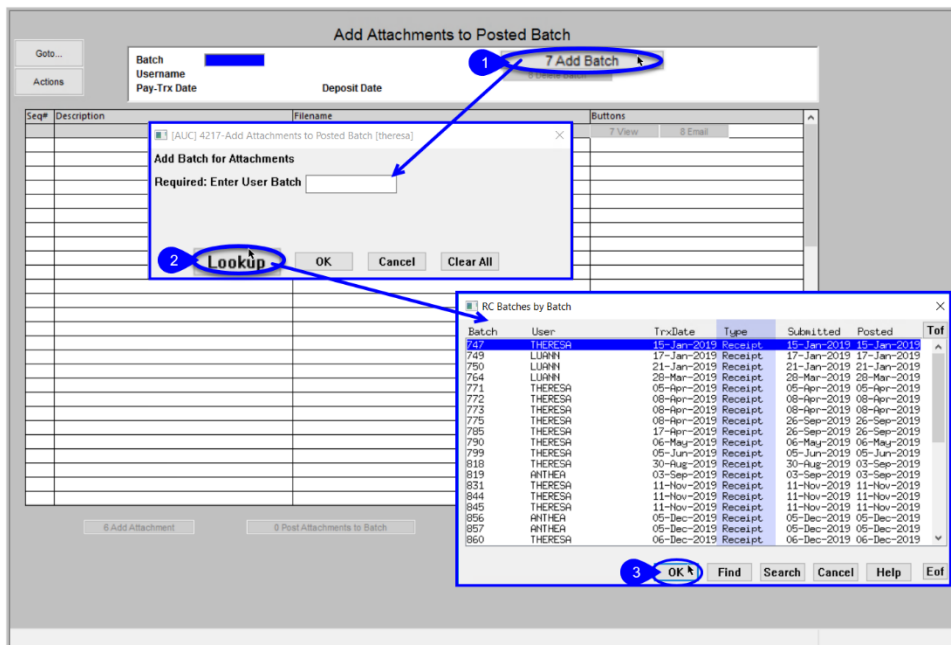 Add Attachments to Posted Batch
Goto...
Actions
Batch
Username
Pay-Trx Date Deposit Date
1
7 Add Batch
Seq# Description Filename Buttons
7 View 8 Email
[AUC] 4217-Add Attachments to Posted Batch [theresa]
Add Batch for Attachments
Required: Enter User Batch
2 Lookup OK Cancel Clear All
RC Batches by Batch
Batch User TrxDate Type Submitted Posted Tof
747 THERESA 15-Jan-2019 Receipt 15-Jan-2019 15-Jan-2019
749 LUANN 17-Jan-2019 Receipt 17-Jan-2019 17-Jan-2019
750 LUANN 21-Jan-2019 Receipt 21-Jan-2019 21-Jan-2019
764 LUANN 28-Mar-2019 Receipt 28-Mar-2019 28-Mar-2019
771 THERESA 05-Apr-2019 Receipt 05-Apr-2019 05-Apr-2019
772 THERESA 08-Apr-2019 Receipt 08-Apr-2019 08-Apr-2019
773 THERESA 08-Apr-2019 Receipt 08-Apr-2019 08-Apr-2019
775 THERESA 08-Apr-2019 Receipt 26-Sep-2019 26-Sep-2019
785 THERESA 17-Apr-2019 Receipt 26-Sep-2019 26-Sep-2019
790 THERESA 06-May-2019 Receipt 06-May-2019 06-May-2019
799 THERESA 05-Jun-2019 Receipt 05-Jun-2019 05-Jun-2019
818 THERESA 30-Aug-2019 Receipt 30-Aug-2019 03-Sep-2019
819 ANTHEA 03-Sep-2019 Receipt 03-Sep-2019 03-Sep-2019
831 THERESA 11-Nov-2019 Receipt 11-Nov-2019 11-Nov-2019
844 THERESA 11-Nov-2019 Receipt 11-Nov-2019 11-Nov-2019
845 THERESA 11-Nov-2019 Receipt 11-Nov-2019 11-Nov-2019
856 ANTHEA 05-Dec-2019 Receipt 05-Dec-2019 05-Dec-2019
857 ANTHEA 05-Dec-2019 Receipt 05-Dec-2019 05-Dec-2019
860 THERESA 06-Dec-2019 Receipt 06-Dec-2019 06-Dec-2019
3 OK Find Search Cancel Help Eof
6 Add Attachment 0 Post Attachments to Batch